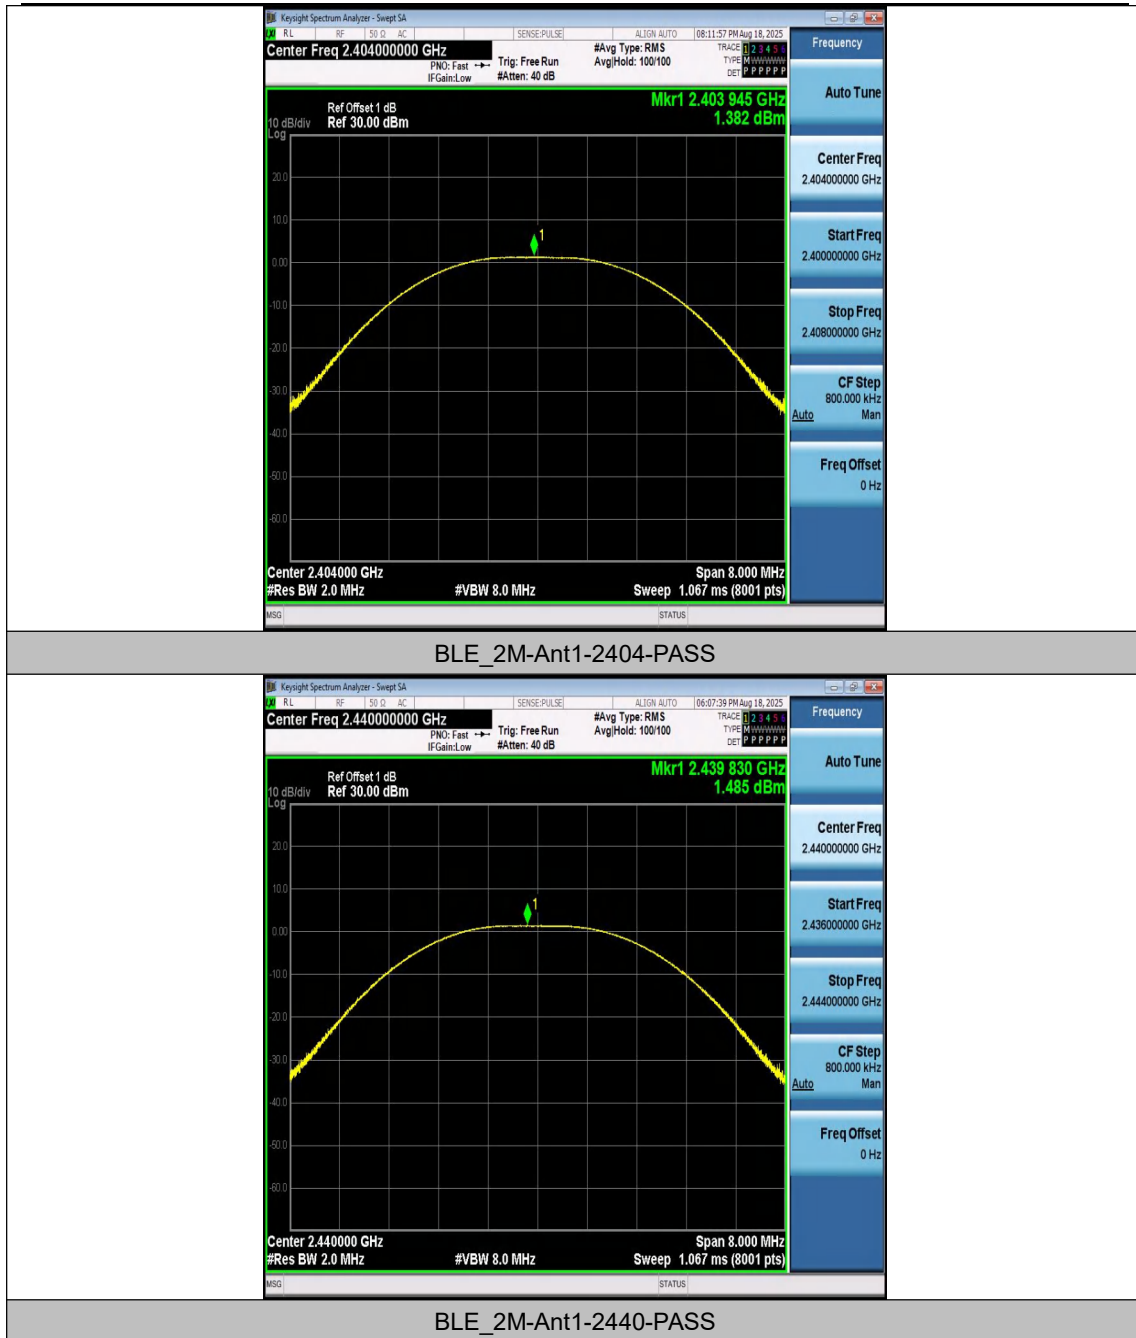 Keysight Spectrum Analyzer - Swept SA
RL RF 50 Ω AC SENSE:PULSE ALIGN AUTO 08:11:57 PM Aug 18, 2025
Center Freq 2.404000000 GHz #Avg Type: RMS TRACE 1 2 3 4 5 6
PNO: Fast Trig: Free Run Avg|Hold: 100/100 TYPE M WWWWW
IFGain:Low #Atten: 40 dB DET P P P P P P
Frequency
Auto Tune
Mkr1 2.403 945 GHz
1.382 dBm
Ref Offset 1 dB
10 dB/div Ref 30.00 dBm
Log
20.0
10.0
0.00
-10.0
-20.0
-30.0
-40.0
-50.0
-60.0
1
Center Freq
2.404000000 GHz
Start Freq
2.400000000 GHz
Stop Freq
2.408000000 GHz
CF Step
800.000 kHz
Auto Man
Freq Offset
0 Hz
Center 2.404000 GHz Span 8.000 MHz
#Res BW 2.0 MHz #VBW 8.0 MHz Sweep 1.067 ms (8001 pts)
MSG STATUS
BLE_2M-Ant1-2404-PASS
Keysight Spectrum Analyzer - Swept SA
RL RF 50 Ω AC SENSE:PULSE ALIGN AUTO 06:07:39 PM Aug 18, 2025
Center Freq 2.440000000 GHz #Avg Type: RMS TRACE 1 2 3 4 5 6
PNO: Fast Trig: Free Run Avg|Hold: 100/100 TYPE M WWWWW
IFGain:Low #Atten: 40 dB DET P P P P P P
Frequency
Auto Tune
Mkr1 2.439 830 GHz
1.485 dBm
Ref Offset 1 dB
10 dB/div Ref 30.00 dBm
Log
20.0
10.0
0.00
-10.0
-20.0
-30.0
-40.0
-50.0
-60.0
1
Center Freq
2.440000000 GHz
Start Freq
2.436000000 GHz
Stop Freq
2.444000000 GHz
CF Step
800.000 kHz
Auto Man
Freq Offset
0 Hz
Center 2.440000 GHz Span 8.000 MHz
#Res BW 2.0 MHz #VBW 8.0 MHz Sweep 1.067 ms (8001 pts)
MSG STATUS
BLE_2M-Ant1-2440-PASS